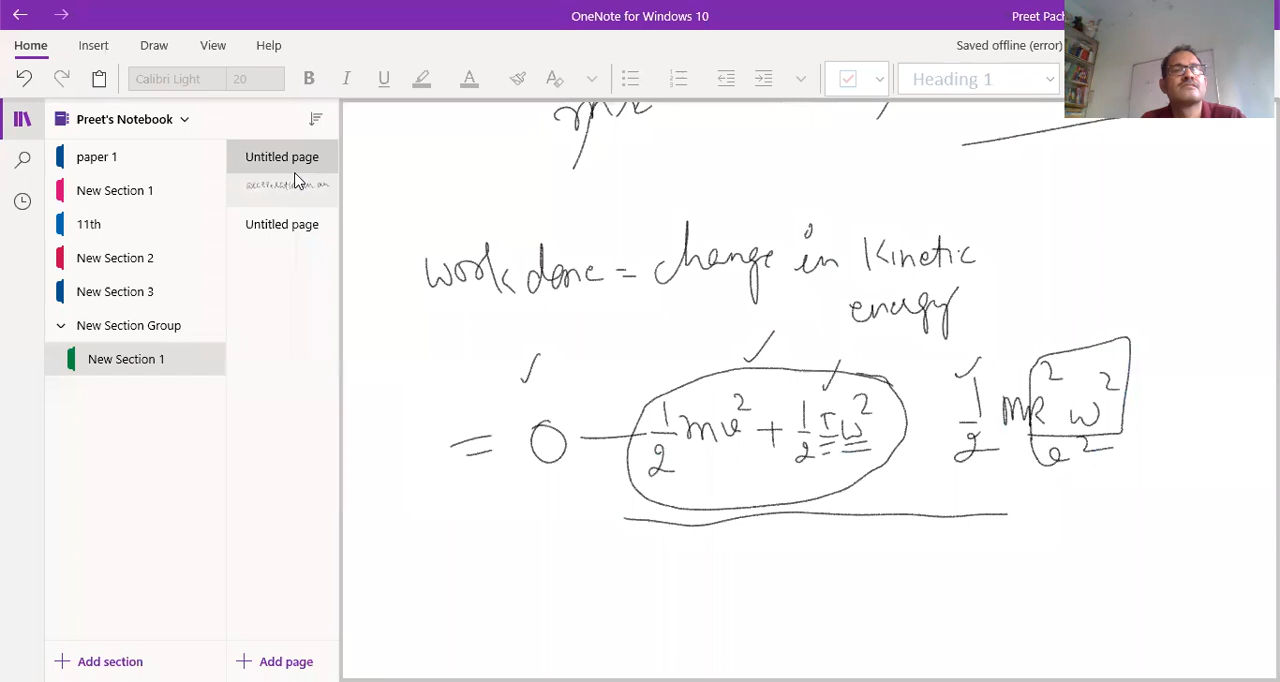 OneNote for Windows 10
Preet Pach
Home Insert Draw View Help
Saved offline (error)
Calibri Light 20 B I U A Heading 1
Preet's Notebook
paper 1
New Section 1
11th
New Section 2
New Section 3
New Section Group
New Section 1
Add section
Untitled page
Untitled page
Add page
work done = change in kinetic
energy
= 0 - 1/2 mv² + 1/2 Iω² 1/2 mR² ω²
v²